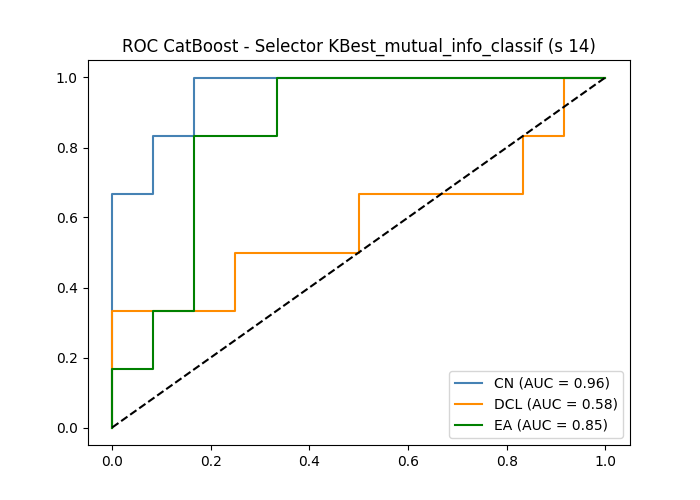 ROC CatBoost - Selector KBest_mutual_info_classif (s 14)
1.0
0.8
0.6
0.4
0.2
0.0
0.0 0.2 0.4 0.6 0.8 1.0
CN (AUC = 0.96)
DCL (AUC = 0.58)
EA (AUC = 0.85)